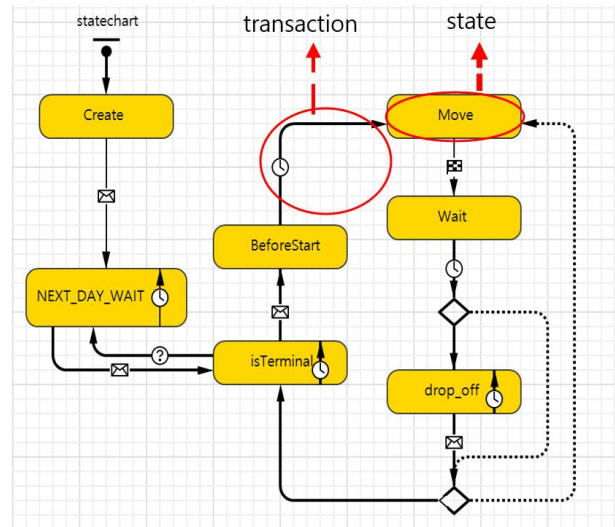 transaction
state
statechart
Create
Move
Wait
BeforeStart
NEXT_DAY_WAIT
?
isTerminal
drop_off